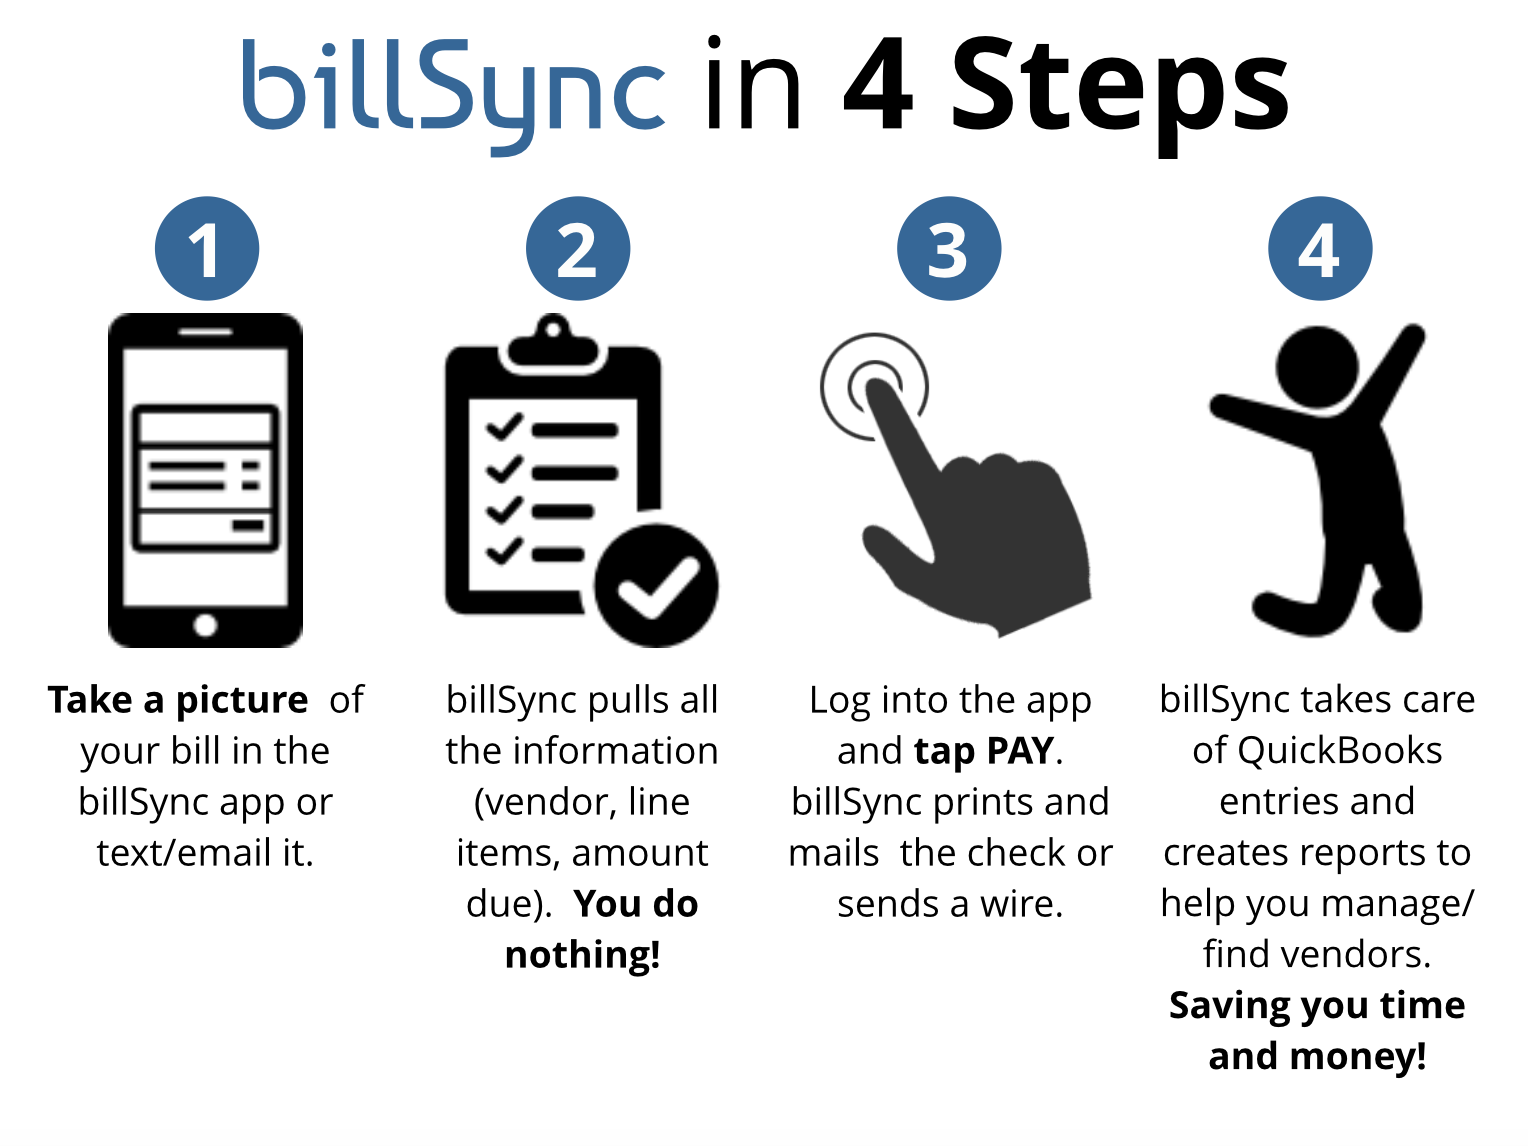 billSync in 4 Steps
1
2
3
4
Take a picture of
your bill in the
billSync app or
text/email it.
billSync pulls all
the information
(vendor, line
items, amount
due). You do
nothing!
Log into the app
and tap PAY.
billSync prints and
mails the check or
sends a wire.
billSync takes care
of QuickBooks
entries and
creates reports to
help you manage/
find vendors.
Saving you time
and money!